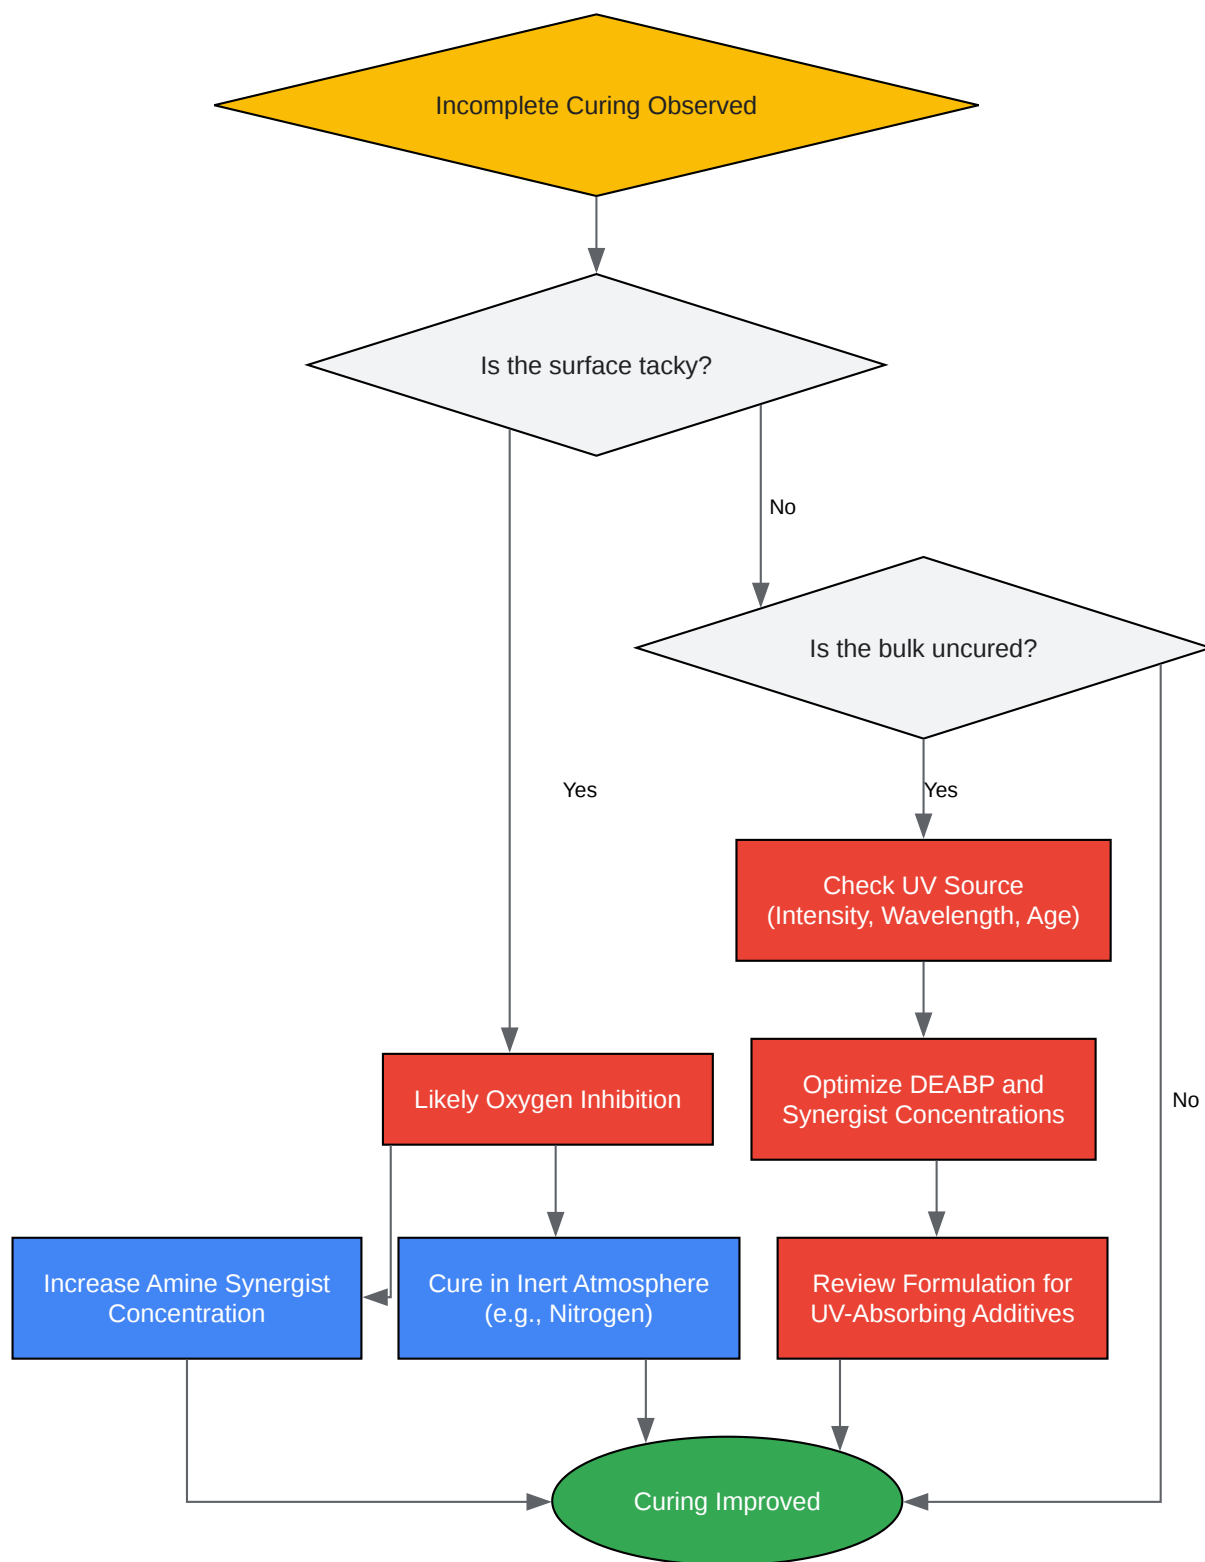 Incomplete Curing Observed
Is the surface tacky?
No
Is the bulk uncured?
Yes
Yes
Check UV Source
(Intensity, Wavelength, Age)
Optimize DEABP and
Synergist Concentrations
Likely Oxygen Inhibition
No
Increase Amine Synergist
Concentration
Cure in Inert Atmosphere
(e.g., Nitrogen)
Review Formulation for
UV-Absorbing Additives
Curing Improved